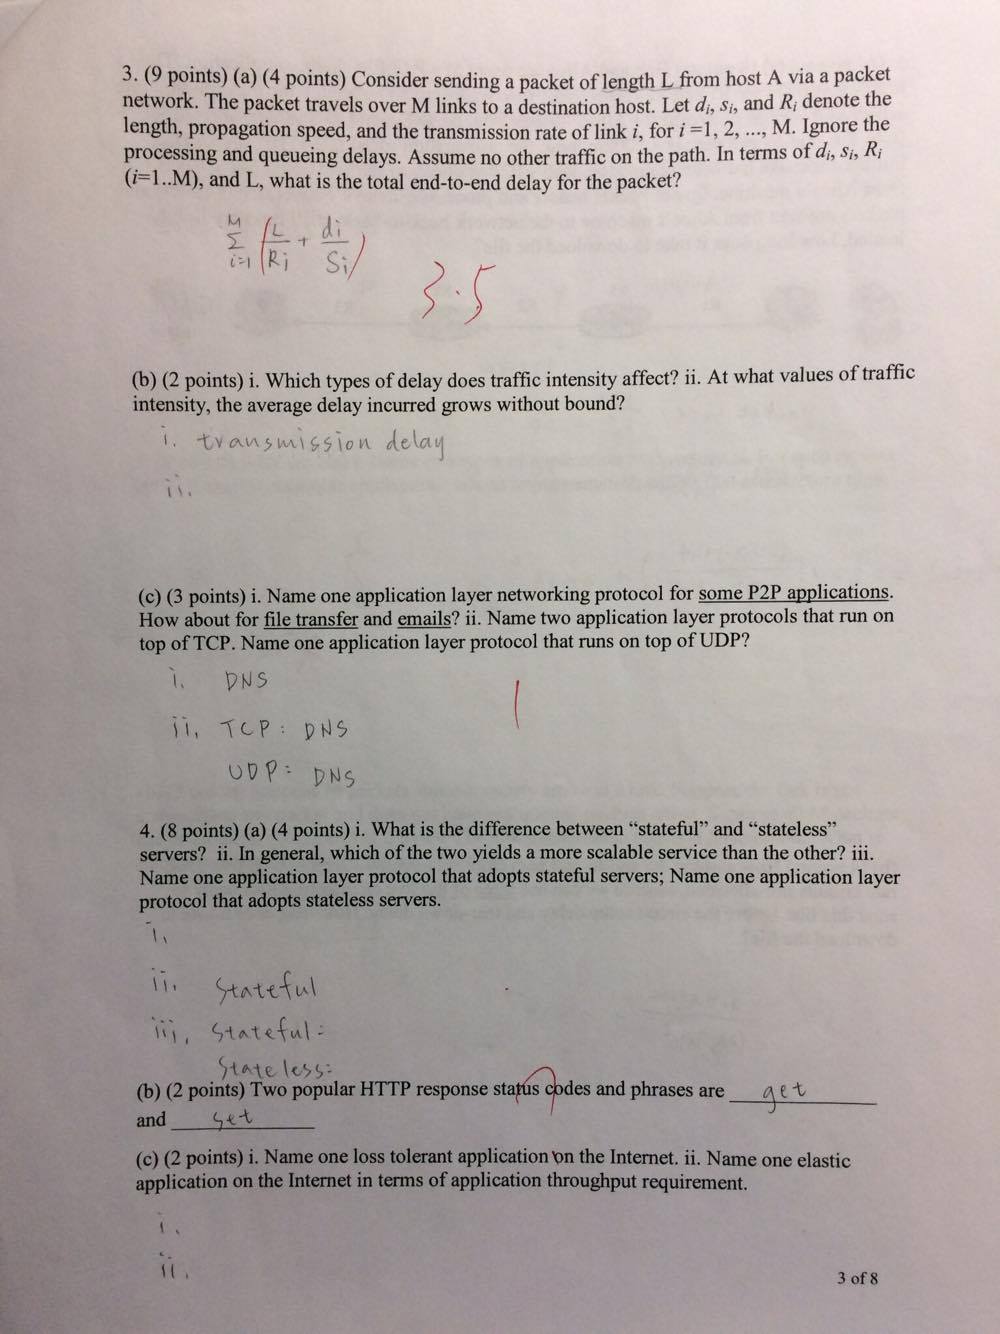 3. (9 points) (a) (4 points) Consider sending a packet of length L from host A via a packet
network. The packet travels over M links to a destination host. Let di, si, and Ri denote the
length, propagation speed, and the transmission rate of link i, for i =1, 2, ..., M. Ignore the
processing and queueing delays. Assume no other traffic on the path. In terms of di, si, Ri
(i=1..M), and L, what is the total end-to-end delay for the packet?
M
Σ ( L/Ri + di/Si )
i=1
3.5
(b) (2 points) i. Which types of delay does traffic intensity affect? ii. At what values of traffic
intensity, the average delay incurred grows without bound?
i. transmission delay
ii.
(c) (3 points) i. Name one application layer networking protocol for some P2P applications.
How about for file transfer and emails? ii. Name two application layer protocols that run on
top of TCP. Name one application layer protocol that runs on top of UDP?
i. DNS
1
ii. TCP: DNS
UDP: DNS
4. (8 points) (a) (4 points) i. What is the difference between “stateful” and “stateless”
servers? ii. In general, which of the two yields a more scalable service than the other? iii.
Name one application layer protocol that adopts stateful servers; Name one application layer
protocol that adopts stateless servers.
i.
ii. Stateful
iii. Stateful:
Stateless:
(b) (2 points) Two popular HTTP response status codes and phrases are get
and set
(c) (2 points) i. Name one loss tolerant application on the Internet. ii. Name one elastic
application on the Internet in terms of application throughput requirement.
i.
ii.
3 of 8